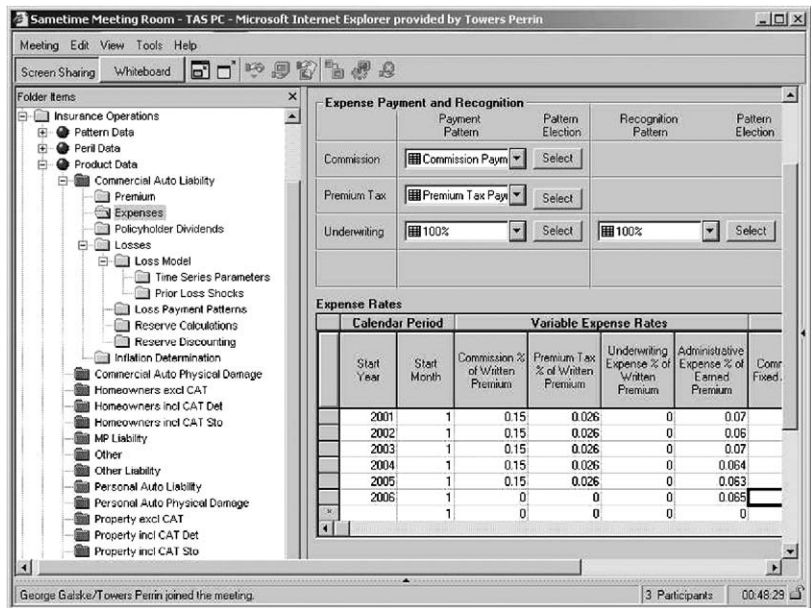 Sametime Meeting Room - TAS PC - Microsoft Internet Explorer provided by Towers Perrin
Meeting Edit View Tools Help
Screen Sharing Whiteboard
Folder Items
Insurance Operations
Pattern Data
Peril Data
Product Data
Commercial Auto Liability
Premium
Expenses
Policyholder Dividends
Losses
Loss Model
Time Series Parameters
Prior Loss Shocks
Loss Payment Patterns
Reserve Calculations
Reserve Discounting
Inflation Determination
Commercial Auto Physical Damage
Homeowners excl CAT
Homeowners incl CAT Det
Homeowners incl CAT Sto
MP Liability
Other
Other Liability
Personal Auto Liability
Personal Auto Physical Damage
Property excl CAT
Property incl CAT Det
Property incl CAT Sto
Expense Payment and Recognition
Payment Pattern Pattern Election Recognition Pattern Pattern Election
Commission Commission Paym Select
Premium Tax Premium Tax Pay Select
Underwriting 100% Select 100% Select
Expense Rates
Calendar Period Variable Expense Rates
Start Year Start Month Commission % of Written Premium Premium Tax % of Written Premium Underwriting Expense % of Written Premium Administrative Expense % of Earned Premium Comm Fixed
2001 1 0.15 0.026 0 0.07
2002 1 0.15 0.026 0 0.06
2003 1 0.15 0.026 0 0.07
2004 1 0.15 0.026 0 0.064
2005 1 0.15 0.026 0 0.063
2006 1 0 0 0 0.065
* 1 0 0 0 0
George Galske/Towers Perrin joined the meeting. 3 Participants 00:48:29